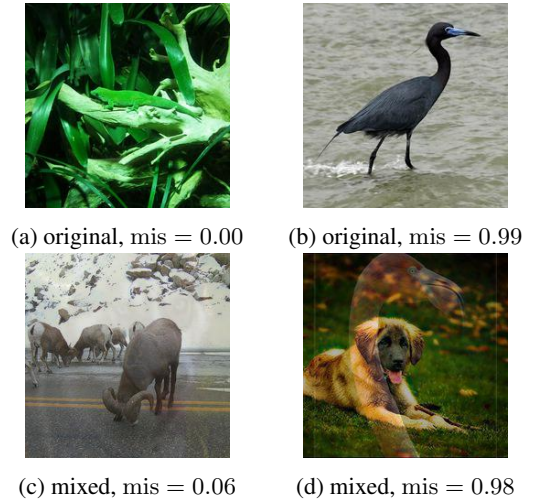 (a) original, mis = 0.00
(b) original, mis = 0.99
(c) mixed, mis = 0.06
(d) mixed, mis = 0.98